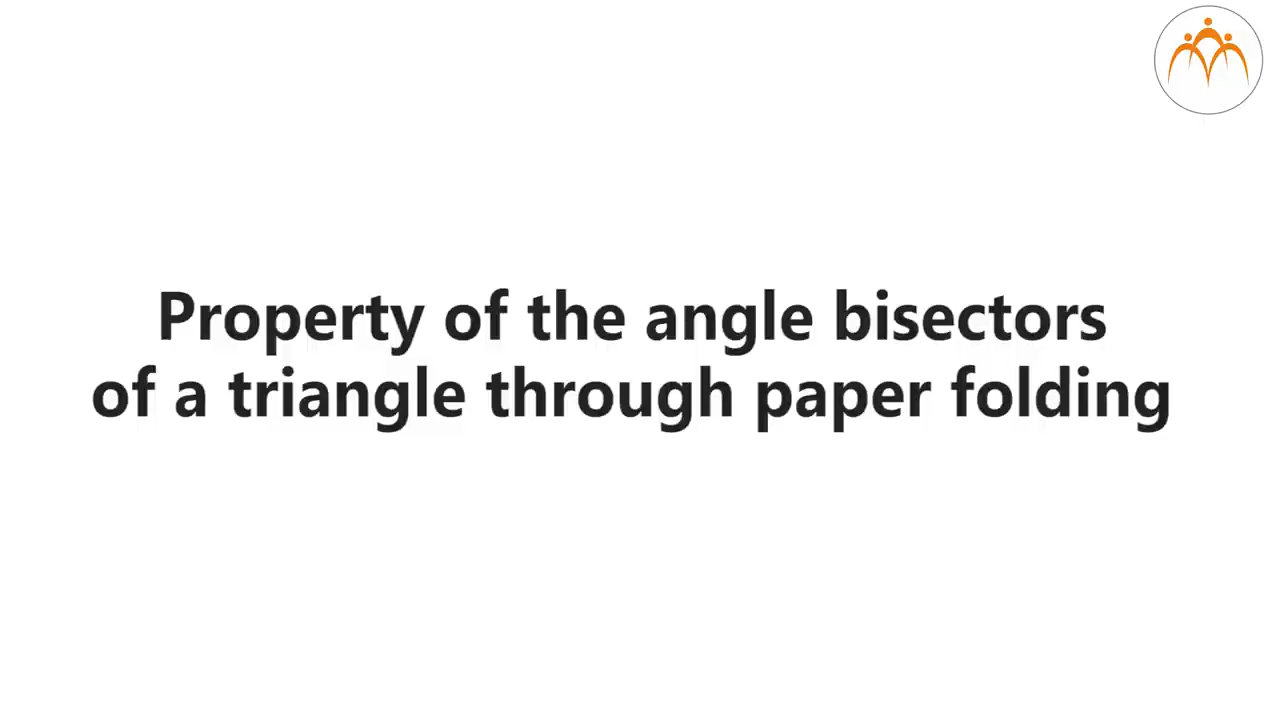 Property of the angle bisectors
of a triangle through paper folding